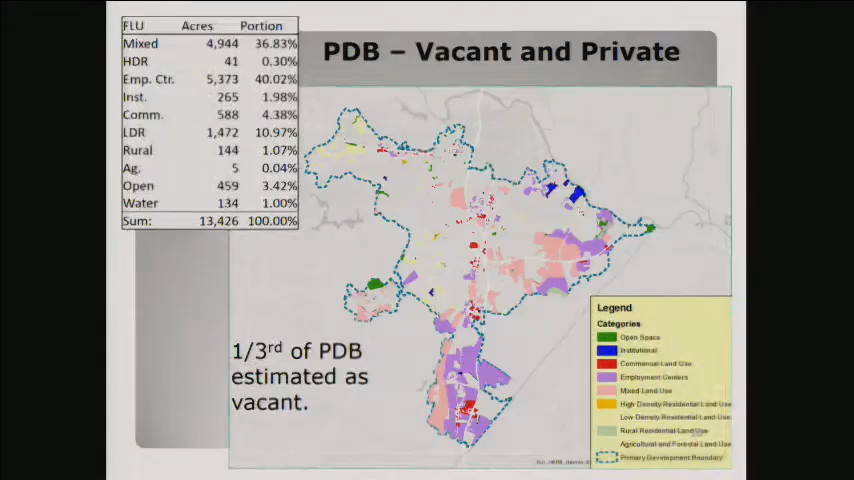 FLU Acres Portion
Mixed 4,944 36.83%
HDR 41 0.30%
Emp. Ctr. 5,373 40.02%
Inst. 265 1.98%
Comm. 588 4.38%
LDR 1,472 10.97%
Rural 144 1.07%
Ag. 5 0.04%
Open 459 3.42%
Water 134 1.00%
Sum: 13,426 100.00%
PDB – Vacant and Private
1/3rd of PDB
estimated as
vacant.
Legend
Categories
Open Space
Institutional
Commercial Land Use
Employment Centers
Mixed Land Use
High Density Residential Land Use
Low Density Residential Land Use
Rural Residential Land Use
Agricultural and Forestal Land Use
Primary Development Boundary